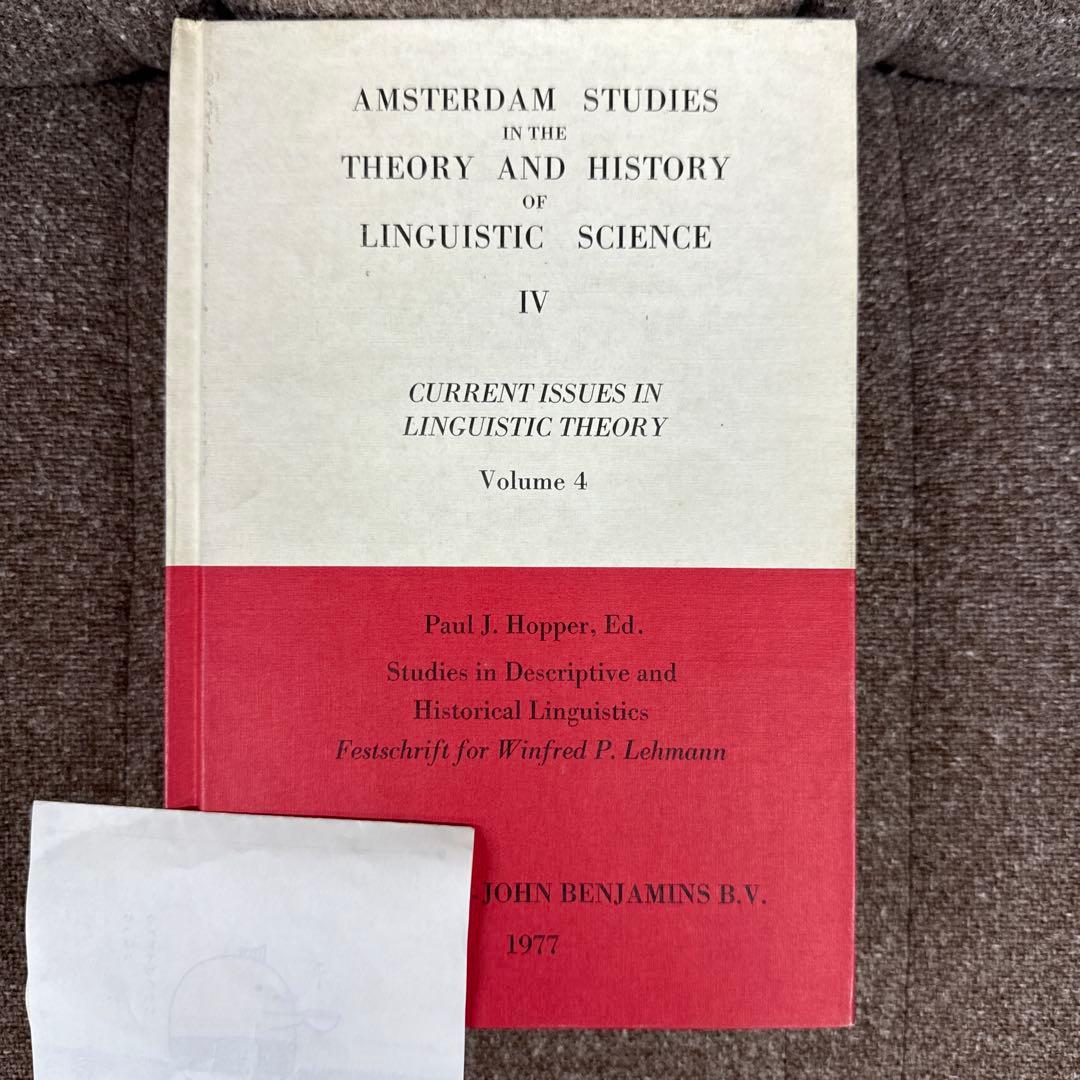 AMSTERDAM STUDIES
IN THE
THEORY AND HISTORY
OF
LINGUISTIC SCIENCE
IV
CURRENT ISSUES IN
LINGUISTIC THEORY
Volume 4
Paul J. Hopper, Ed.
Studies in Descriptive and
Historical Linguistics
Festschrift for Winfred P. Lehmann
JOHN BENJAMINS B.V.
1977